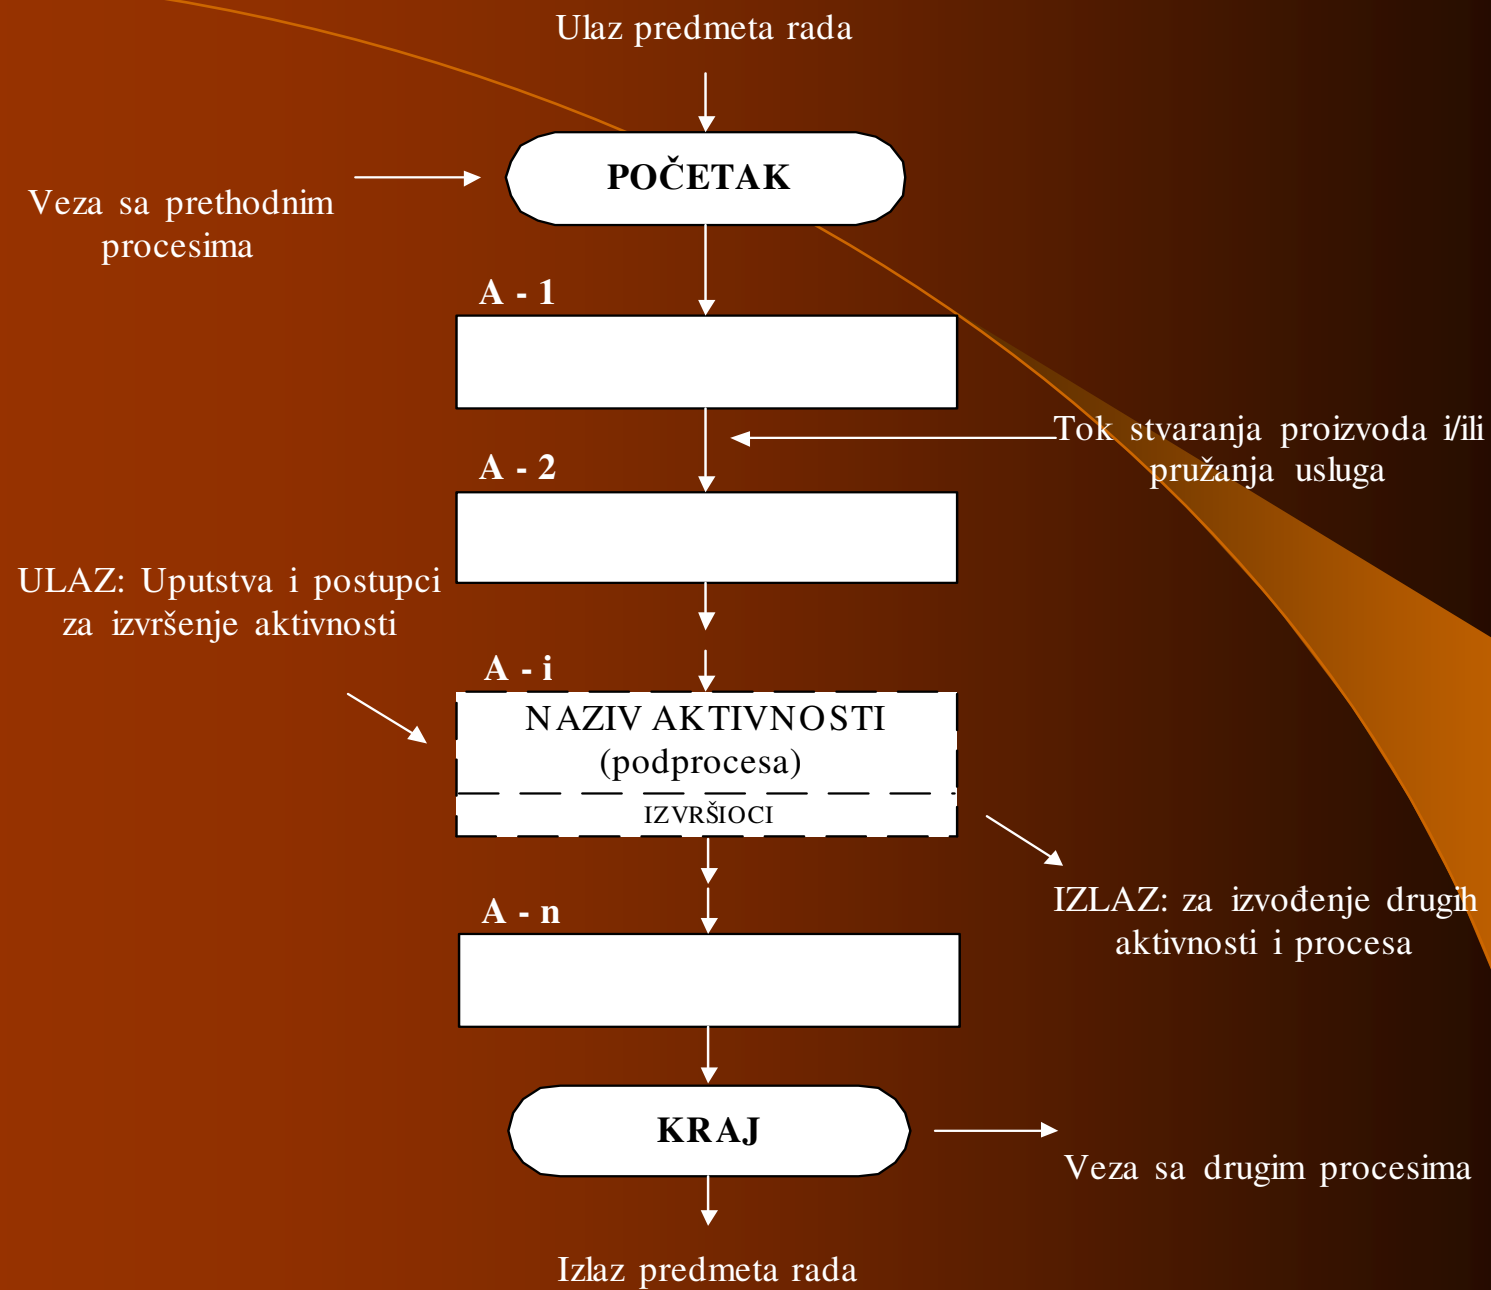 Ulaz predmeta rada
POČETAK
Veza sa prethodnim
procesima
A - 1
Tok stvaranja proizvoda i/ili
pružanja usluga
A - 2
ULAZ: Uputstva i postupci
za izvršenje aktivnosti
A - i
NAZIV AKTIVNOSTI
(podprocesa)
IZVRŠIOCI
IZLAZ: za izvođenje drugih
aktivnosti i procesa
A - n
KRAJ
Veza sa drugim procesima
Izlaz predmeta rada